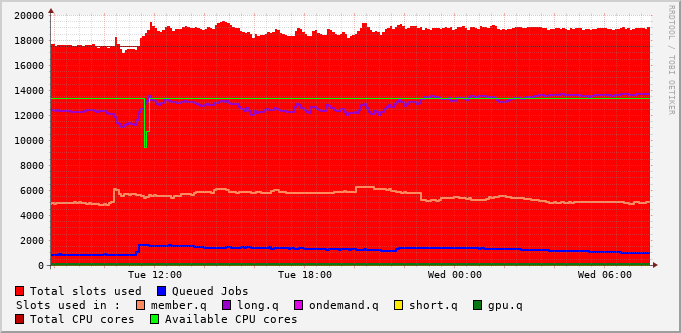 20000
18000
16000
14000
12000
10000
8000
6000
4000
2000
0
Tue 12:00 Tue 18:00 Wed 00:00 Wed 06:00
RRDTOOL / TOBI OETIKER
Total slots used Queued Jobs
Slots used in : member.q long.q ondemand.q short.q gpu.q
Total CPU cores Available CPU cores